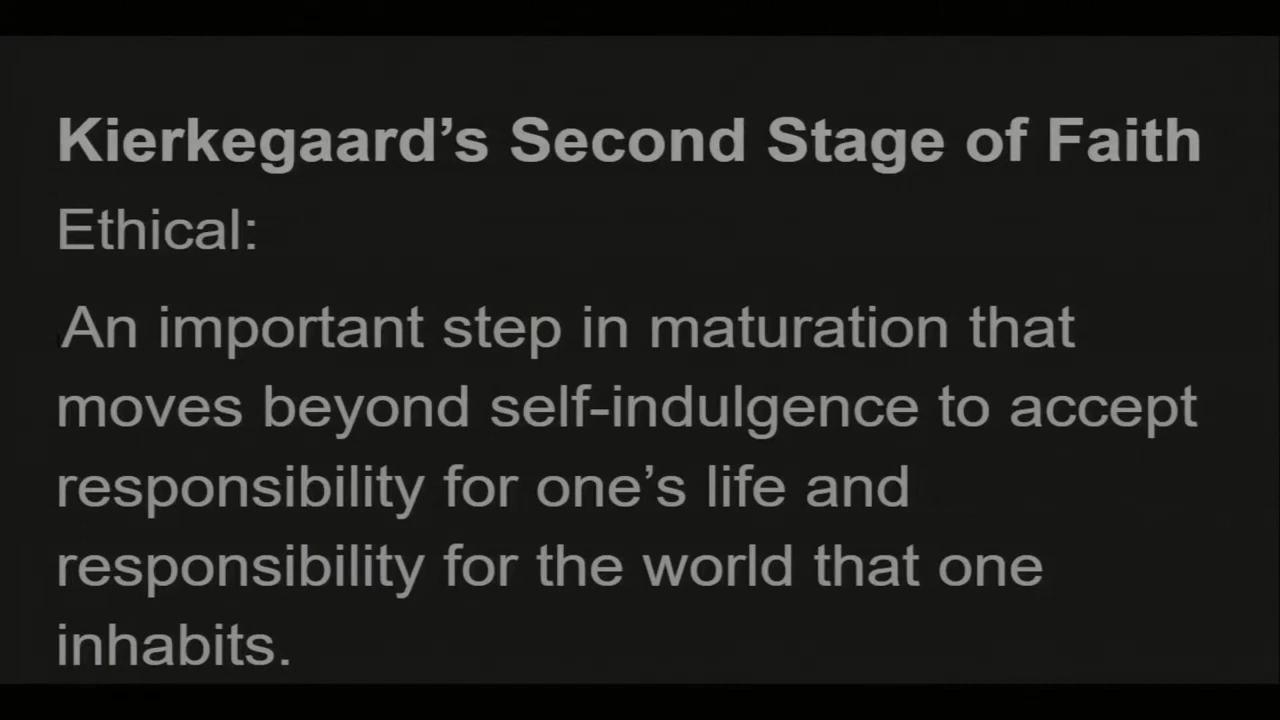 Kierkegaard’s Second Stage of Faith
Ethical:
An important step in maturation that
moves beyond self-indulgence to accept
responsibility for one’s life and
responsibility for the world that one
inhabits.